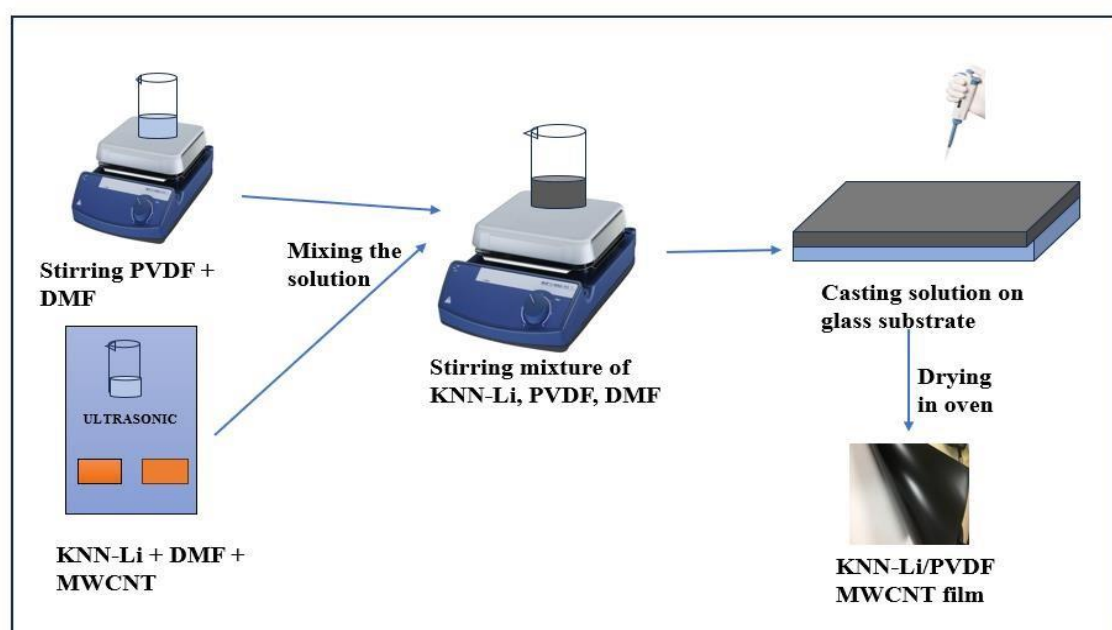 Stirring PVDF +
DMF
Mixing the
solution
ULTRASONIC
KNN-Li + DMF +
MWCNT
Stirring mixture of
KNN-Li, PVDF, DMF
Casting solution on
glass substrate
Drying
in oven
KNN-Li/PVDF
MWCNT film